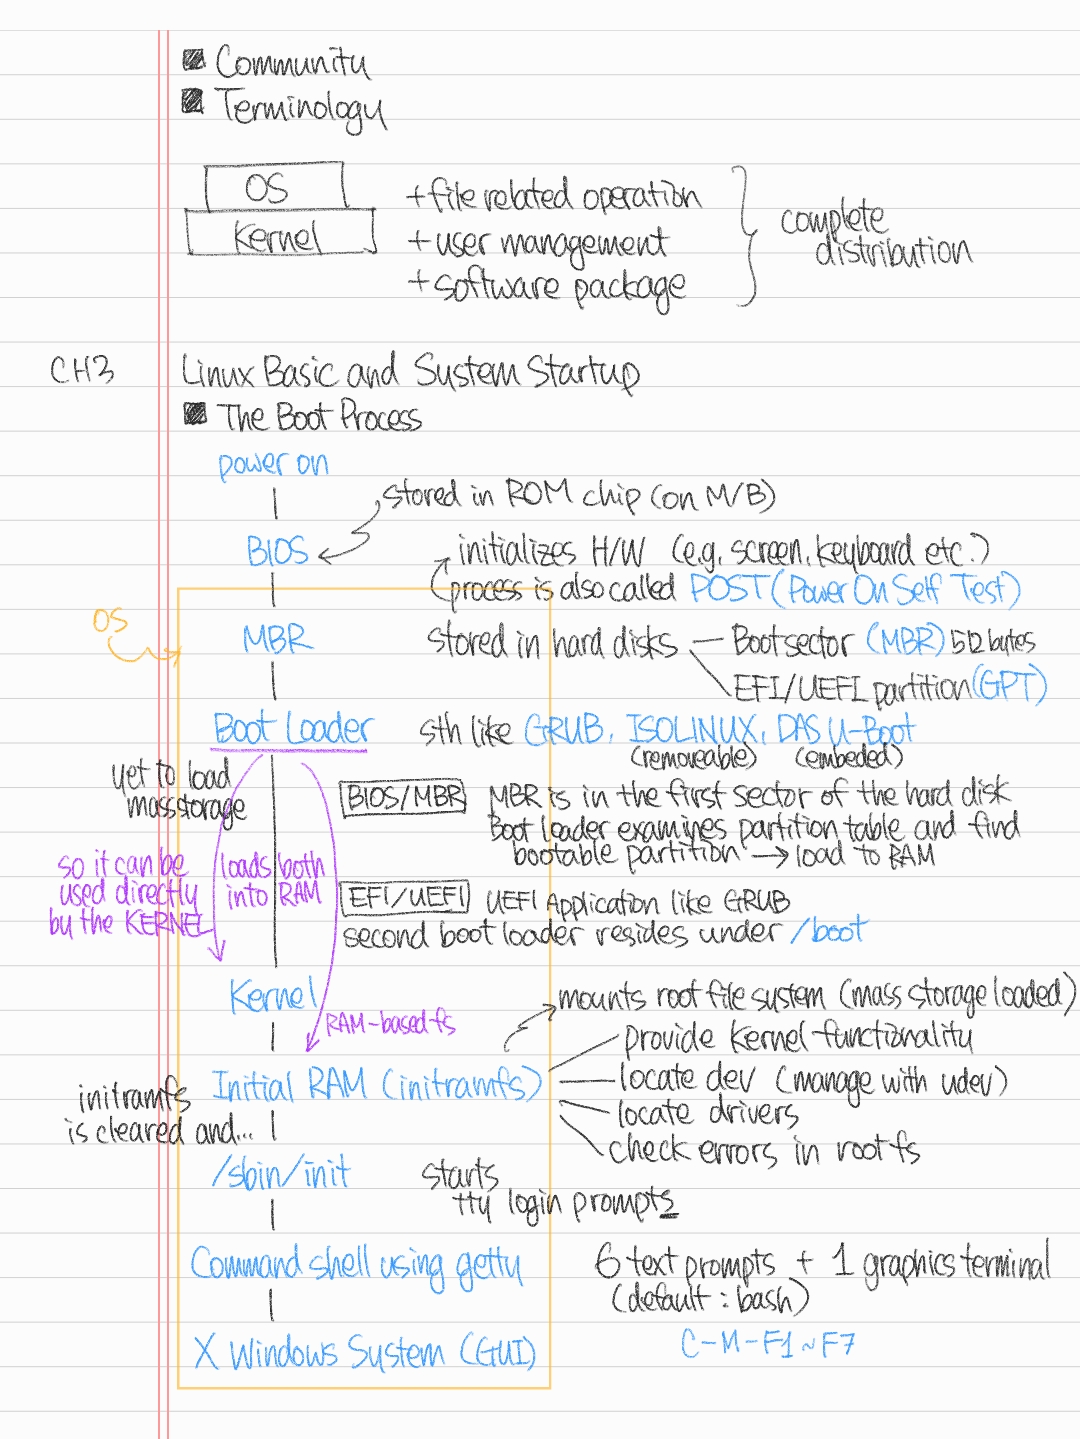 ■ Community
■ Terminology
OS
Kernel
+file related operation
+user management
+software package
complete
distribution
CH3 Linux Basic and System Startup
■ The Boot Process
power on
stored in ROM chip (on M/B)
BIOS
initializes H/W (e.g. screen, keyboard etc.)
process is also called POST (Power On Self Test)
OS
MBR
stored in hard disks
Boot sector (MBR) 512 bytes
EFI/UEFI partition (GPT)
Boot Loader
sth like GRUB, ISOLINUX, DAS U-Boot
(removeable) (embeded)
yet to load
mass storage
BIOS/MBR MBR is in the first sector of the hard disk
Boot loader examines partition table and find
bootable partition → load to RAM
so it can be
used directly
by the KERNEL
loads both
into RAM
EFI/UEFI UEFI Application like GRUB
second boot loader resides under /boot
Kernel
RAM-based fs
mounts root file system (mass storage loaded)
provide kernel functionality
Initial RAM (initramfs)
locate dev (manage with udev)
locate drivers
check errors in root fs
initramfs
is cleared and...
/sbin/init
starts
tty login prompts
Command shell using getty
6 text prompts + 1 graphics terminal
(default : bash)
X Windows System (GUI)
C-M-F1~F7